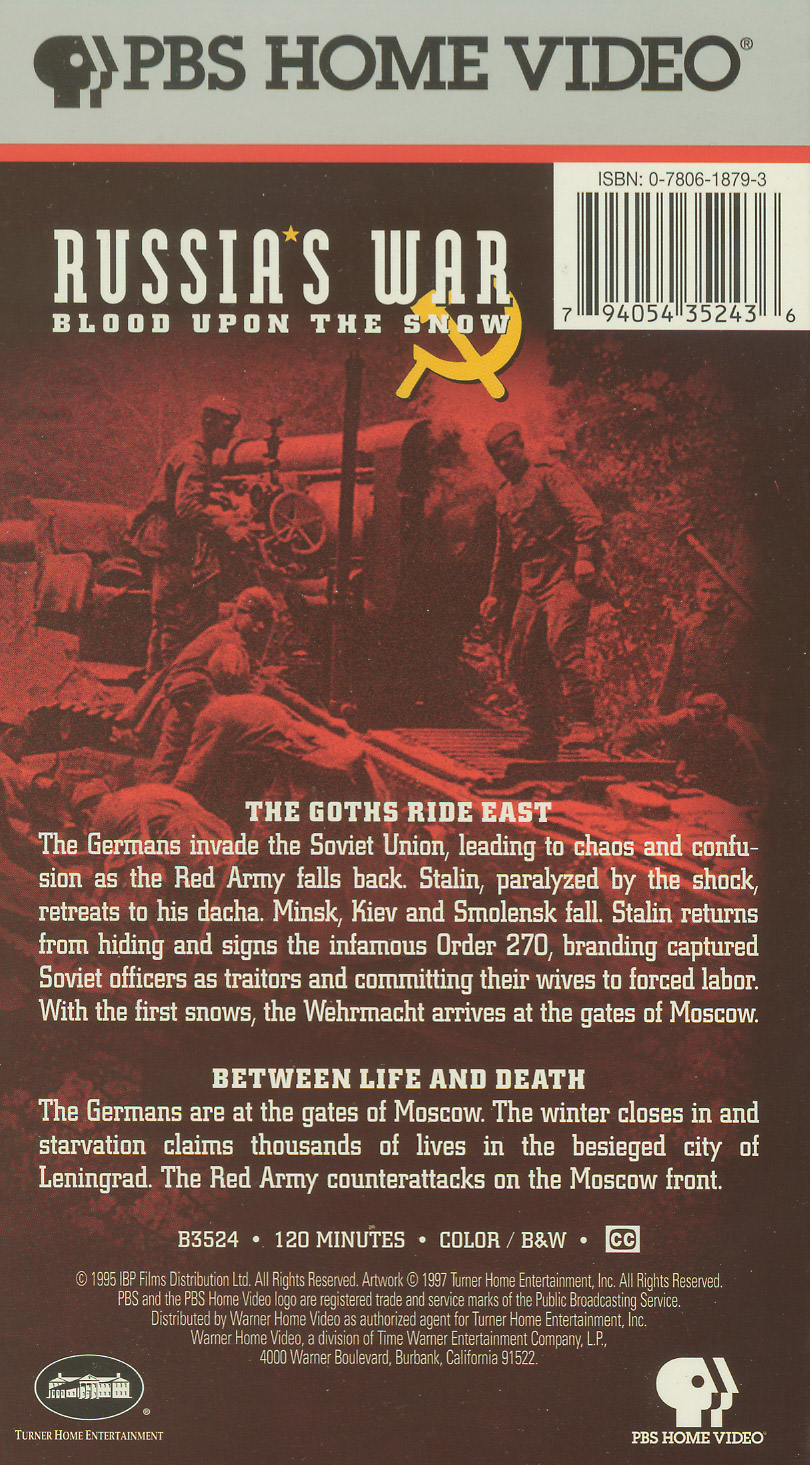 PBS HOME VIDEO®
ISBN: 0-7806-1879-3
7 94054 35243 6
RUSSIA'S WAR
BLOOD UPON THE SNOW
THE GOTHS RIDE EAST
The Germans invade the Soviet Union, leading to chaos and confu-
sion as the Red Army falls back. Stalin, paralyzed by the shock,
retreats to his dacha. Minsk, Kiev and Smolensk fall. Stalin returns
from hiding and signs the infamous Order 270, branding captured
Soviet officers as traitors and committing their wives to forced labor.
With the first snows, the Wehrmacht arrives at the gates of Moscow.
BETWEEN LIFE AND DEATH
The Germans are at the gates of Moscow. The winter closes in and
starvation claims thousands of lives in the besieged city of
Leningrad. The Red Army counterattacks on the Moscow front.
B3524 • 120 MINUTES • COLOR / B&W • CC
© 1995 IBP Films Distribution Ltd. All Rights Reserved. Artwork © 1997 Turner Home Entertainment, Inc. All Rights Reserved.
PBS and the PBS Home Video logo are registered trade and service marks of the Public Broadcasting Service.
Distributed by Warner Home Video as authorized agent for Turner Home Entertainment, Inc.
Warner Home Video, a division of Time Warner Entertainment Company, L.P.,
4000 Warner Boulevard, Burbank, California 91522.
®
TURNER HOME ENTERTAINMENT
PBS HOME VIDEO®